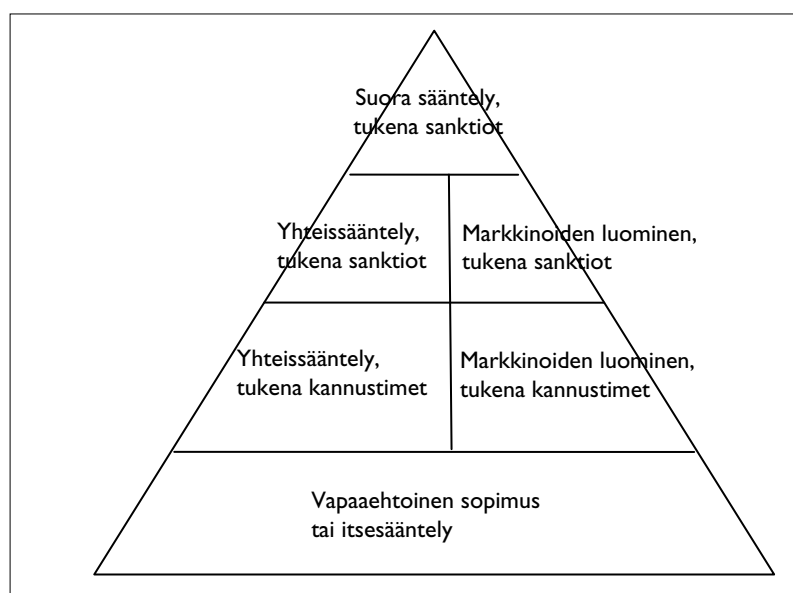 Suora sääntely,
tukena sanktiot
Yhteissääntely,
tukena sanktiot
Markkinoiden luominen,
tukena sanktiot
Yhteissääntely,
tukena kannustimet
Markkinoiden luominen,
tukena kannustimet
Vapaaehtoinen sopimus
tai itsesääntely